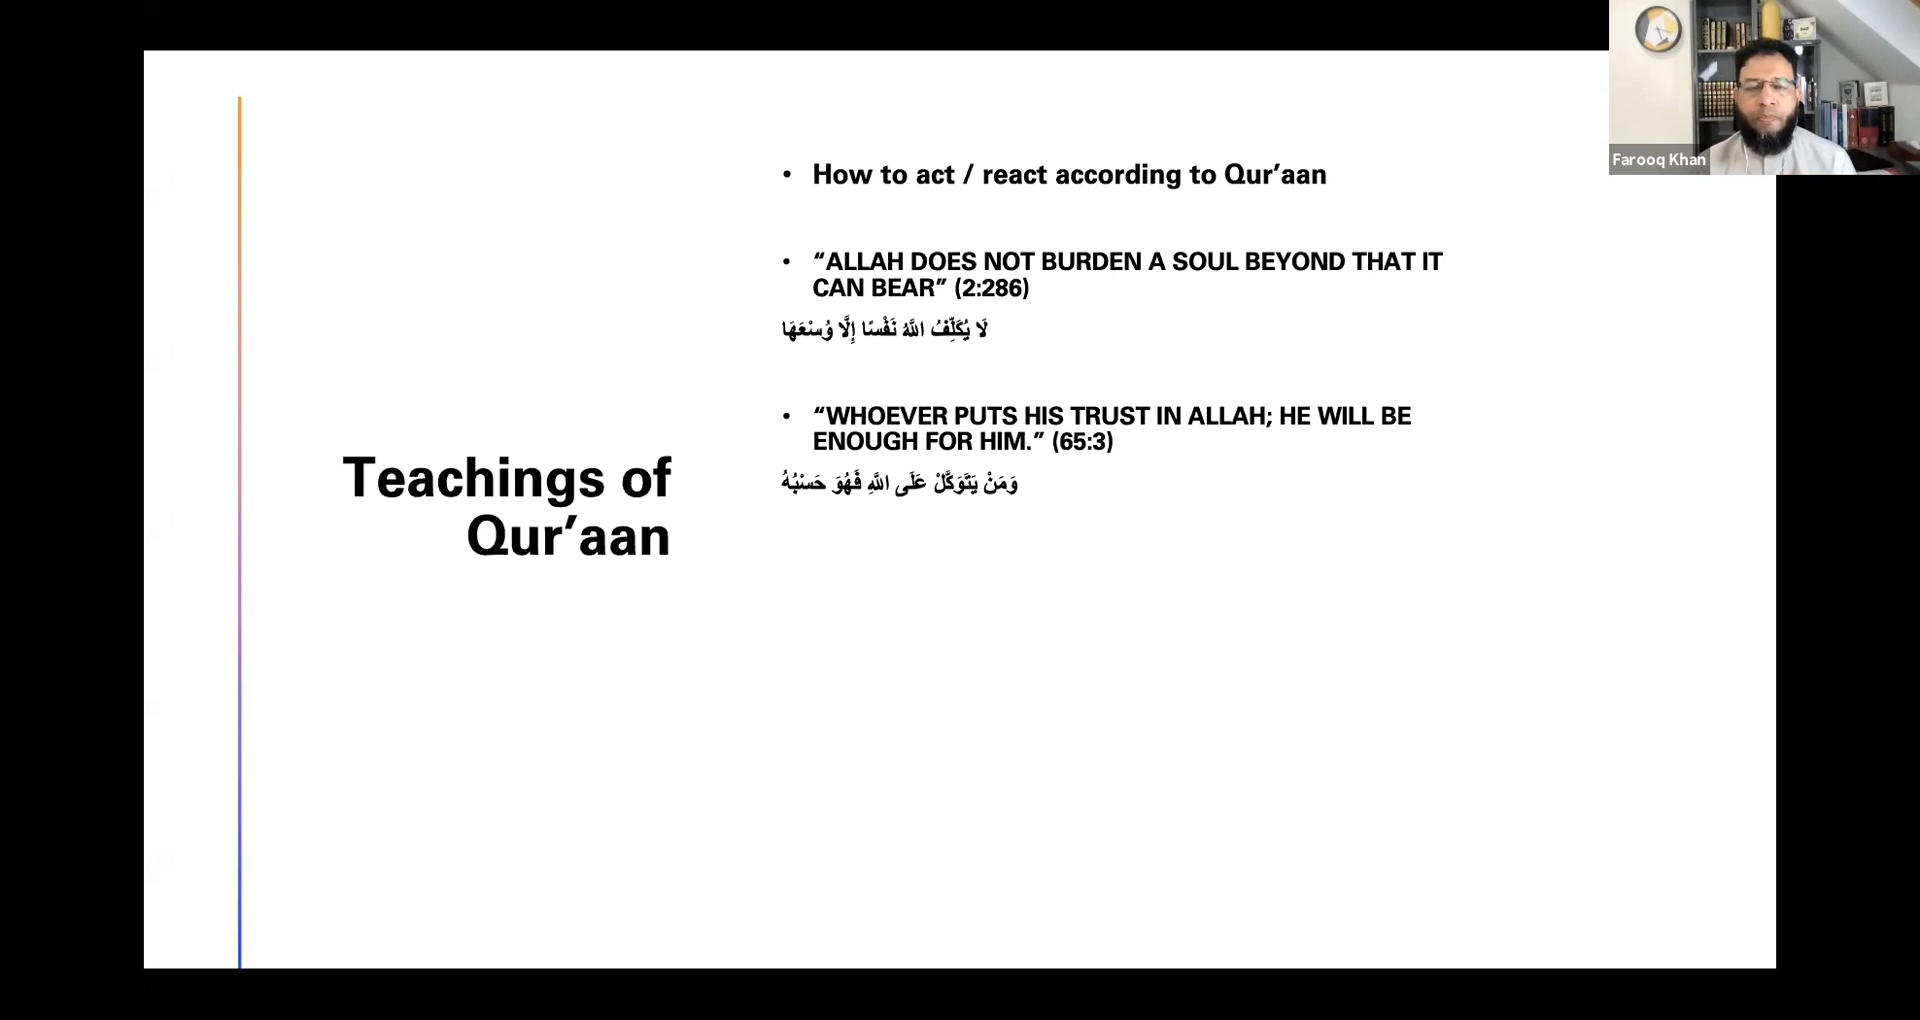 Farooq Khan
Teachings of
Qur’aan
• How to act / react according to Qur’aan
• “ALLAH DOES NOT BURDEN A SOUL BEYOND THAT IT
CAN BEAR” (2:286)
لَا يُكَلِّفُ اللَّهُ نَفْسًا إِلَّا وُسْعَهَا
• “WHOEVER PUTS HIS TRUST IN ALLAH; HE WILL BE
ENOUGH FOR HIM.” (65:3)
وَمَنْ يَتَوَكَّلْ عَلَى اللَّهِ فَهُوَ حَسْبُهُ